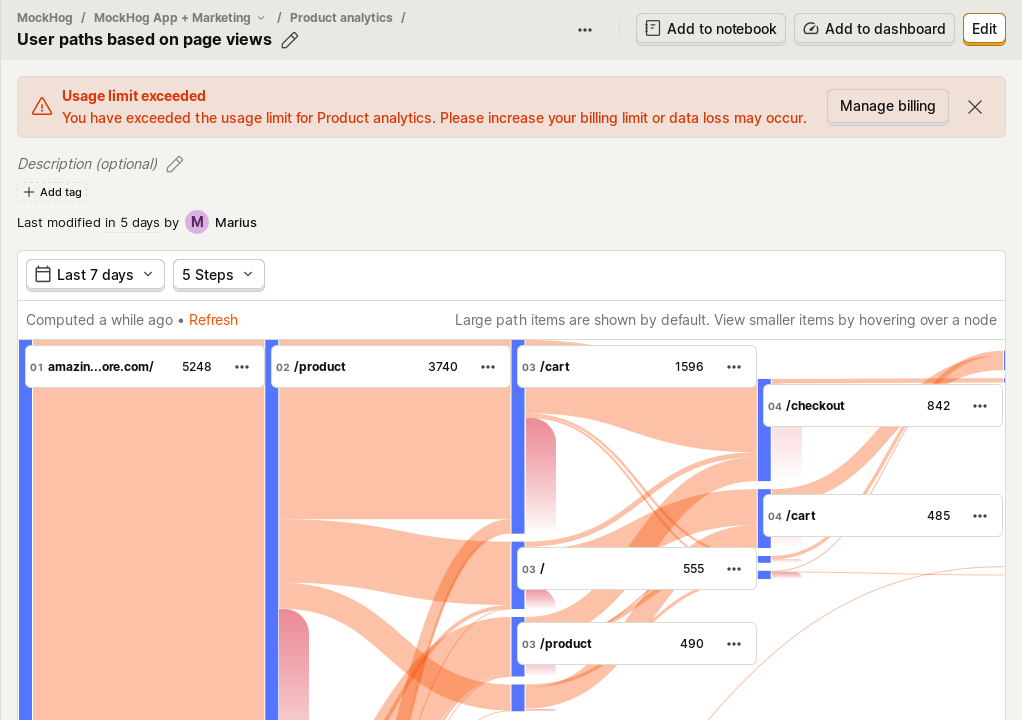 MockHog / MockHog App + Marketing / Product analytics /
User paths based on page views
Add to notebook
Add to dashboard
Edit
Usage limit exceeded
You have exceeded the usage limit for Product analytics. Please increase your billing limit or data loss may occur.
Manage billing
Description (optional)
Add tag
Last modified in 5 days by M Marius
Last 7 days
5 Steps
Computed a while ago • Refresh
Large path items are shown by default. View smaller items by hovering over a node
01 amazin...ore.com/ 5248
02 /product 3740
03 /cart 1596
04 /checkout 842
04 /cart 485
03 / 555
03 /product 490